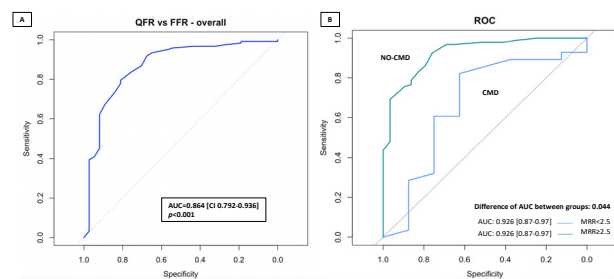 A
QFR vs FFR - overall
Sensitivity
1.0
0.8
0.6
0.4
0.2
0.0
AUC=0.864 [CI 0.792-0.936]
p<0.001
1.0 0.8 0.6 0.4 0.2 0.0
Specificity
B
ROC
Sensitivity
1.0
0.8
0.6
0.4
0.2
0.0
NO-CMD
CMD
Difference of AUC between groups: 0.044
AUC: 0.926 [0.87-0.97] MRR<2.5
AUC: 0.926 [0.87-0.97] MRR≥2.5
1.0 0.8 0.6 0.4 0.2 0.0
Specificity